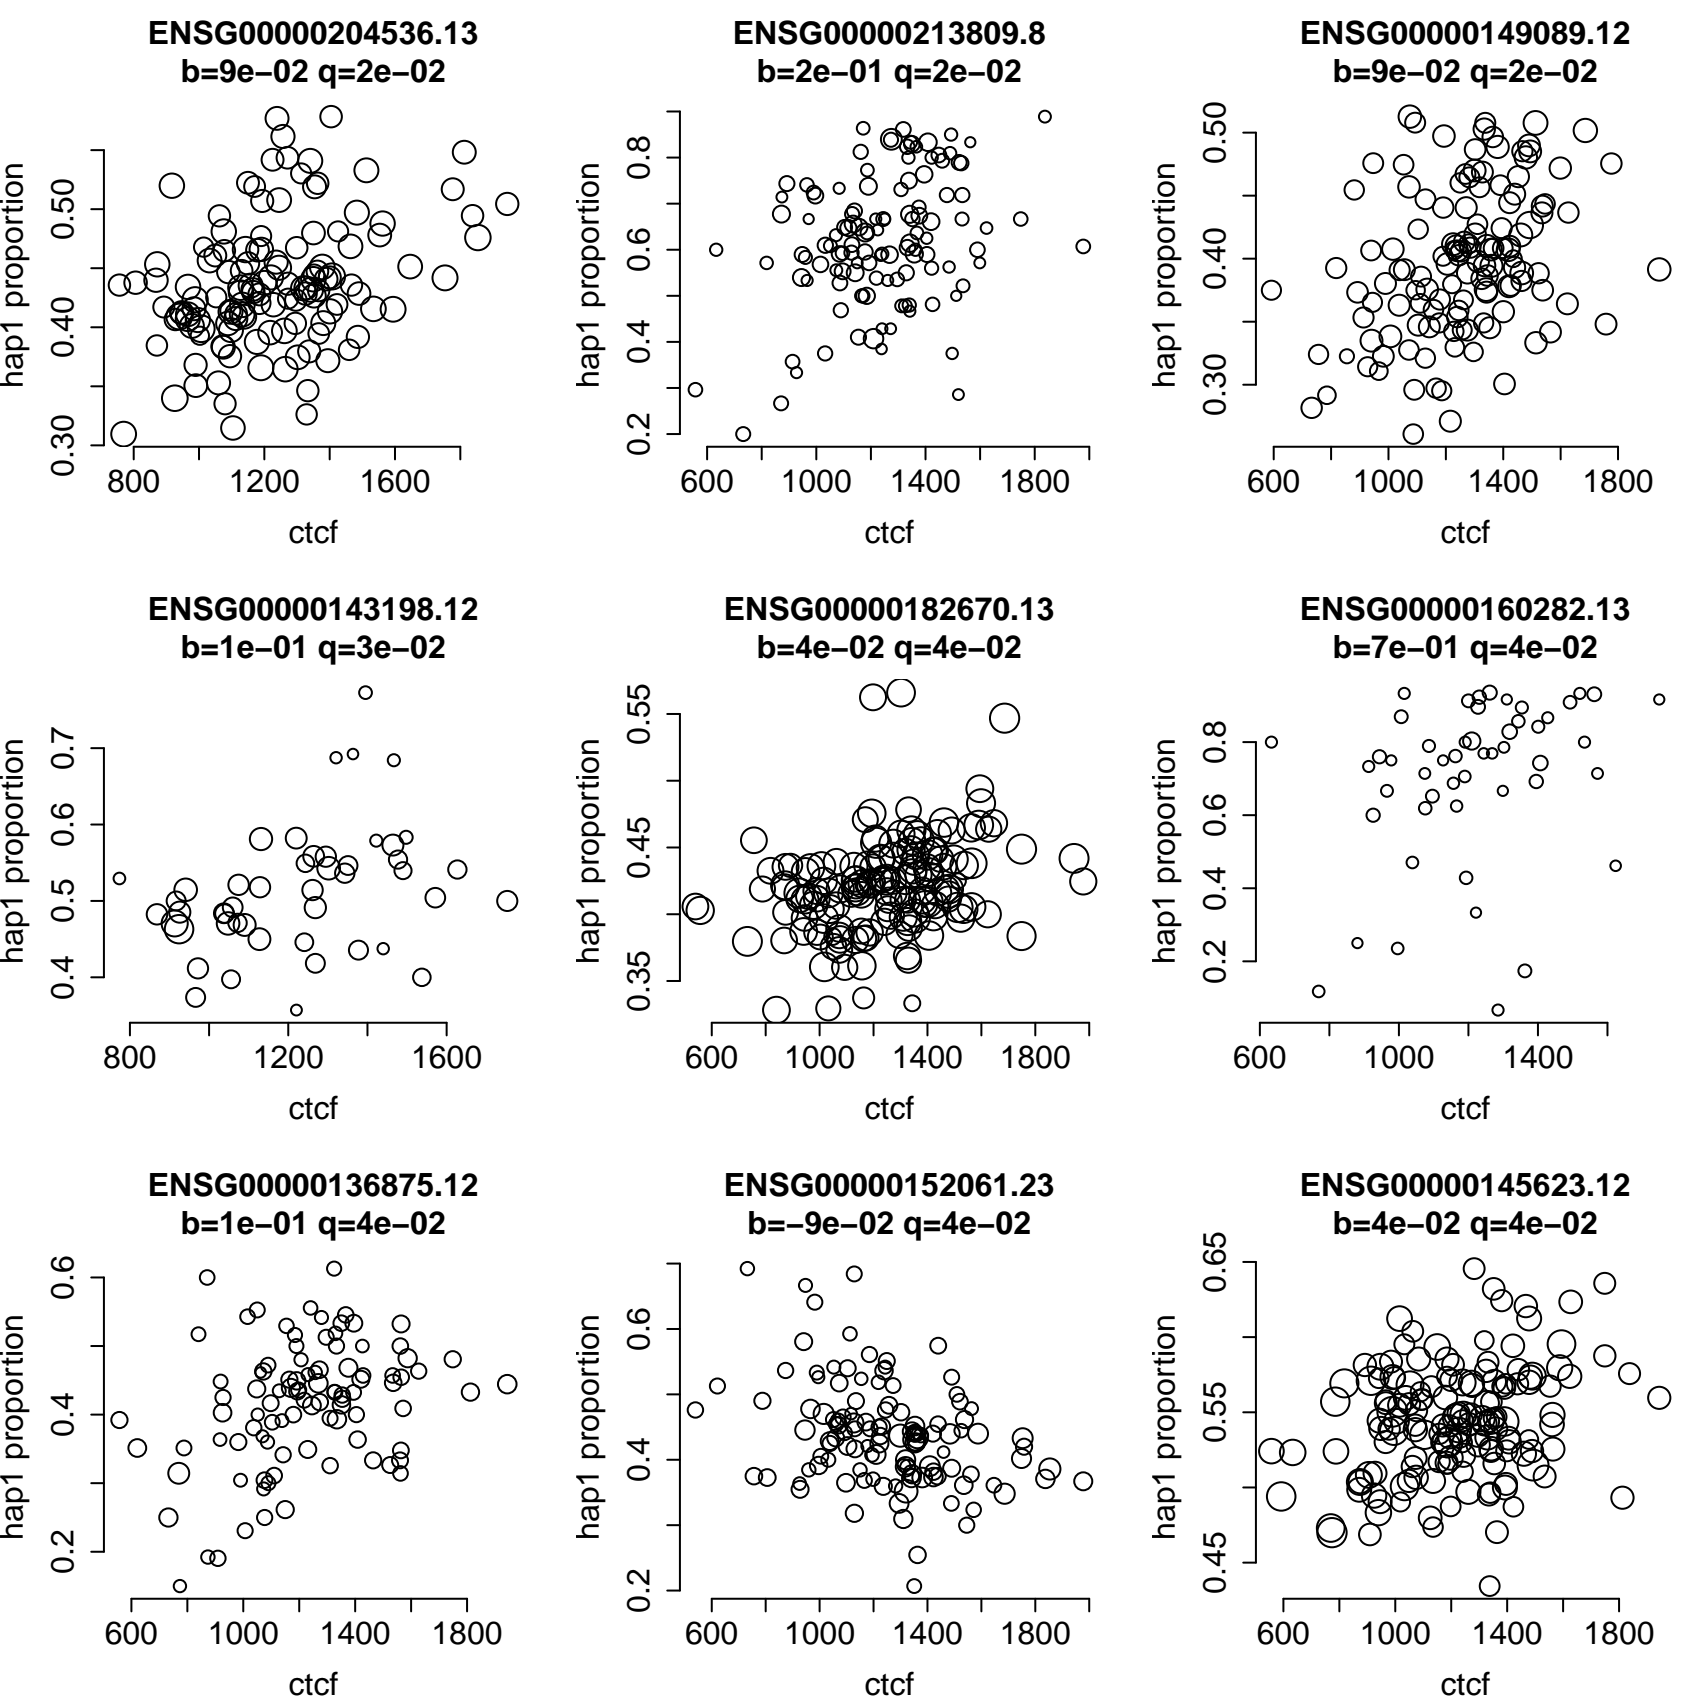 ENSG00000204536.13
b=9e−02 q=2e−02
hap1 proportion
0.30 0.40 0.50
800 1200 1600
ctcf
ENSG00000213809.8
b=2e−01 q=2e−02
hap1 proportion
0.2 0.4 0.6 0.8
600 1000 1400 1800
ctcf
ENSG00000149089.12
b=9e−02 q=2e−02
hap1 proportion
0.30 0.40 0.50
600 1000 1400 1800
ctcf
ENSG00000143198.12
b=1e−01 q=3e−02
hap1 proportion
0.4 0.5 0.6 0.7
800 1200 1600
ctcf
ENSG00000182670.13
b=4e−02 q=4e−02
hap1 proportion
0.35 0.45 0.55
600 1000 1400 1800
ctcf
ENSG00000160282.13
b=7e−01 q=4e−02
hap1 proportion
0.2 0.4 0.6 0.8
600 1000 1400
ctcf
ENSG00000136875.12
b=1e−01 q=4e−02
hap1 proportion
0.2 0.4 0.6
600 1000 1400 1800
ctcf
ENSG00000152061.23
b=−9e−02 q=4e−02
hap1 proportion
0.2 0.4 0.6
600 1000 1400 1800
ctcf
ENSG00000145623.12
b=4e−02 q=4e−02
hap1 proportion
0.45 0.55 0.65
600 1000 1400 1800
ctcf